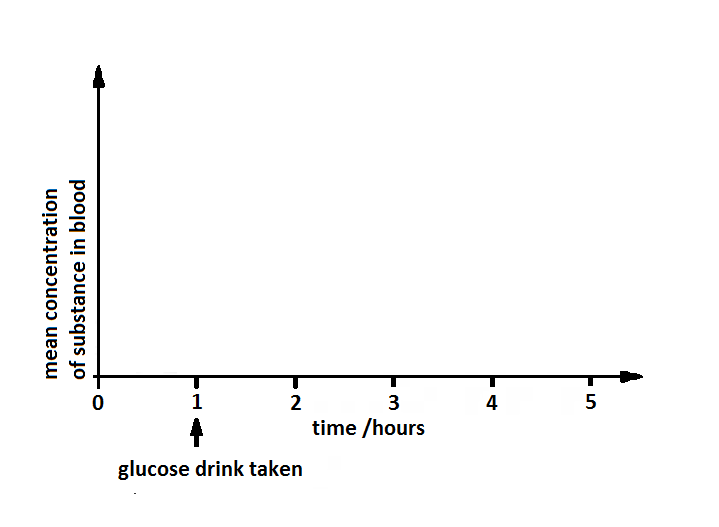 mean concentration
of substance in blood
0 1 2 3 4 5
time /hours
glucose drink taken